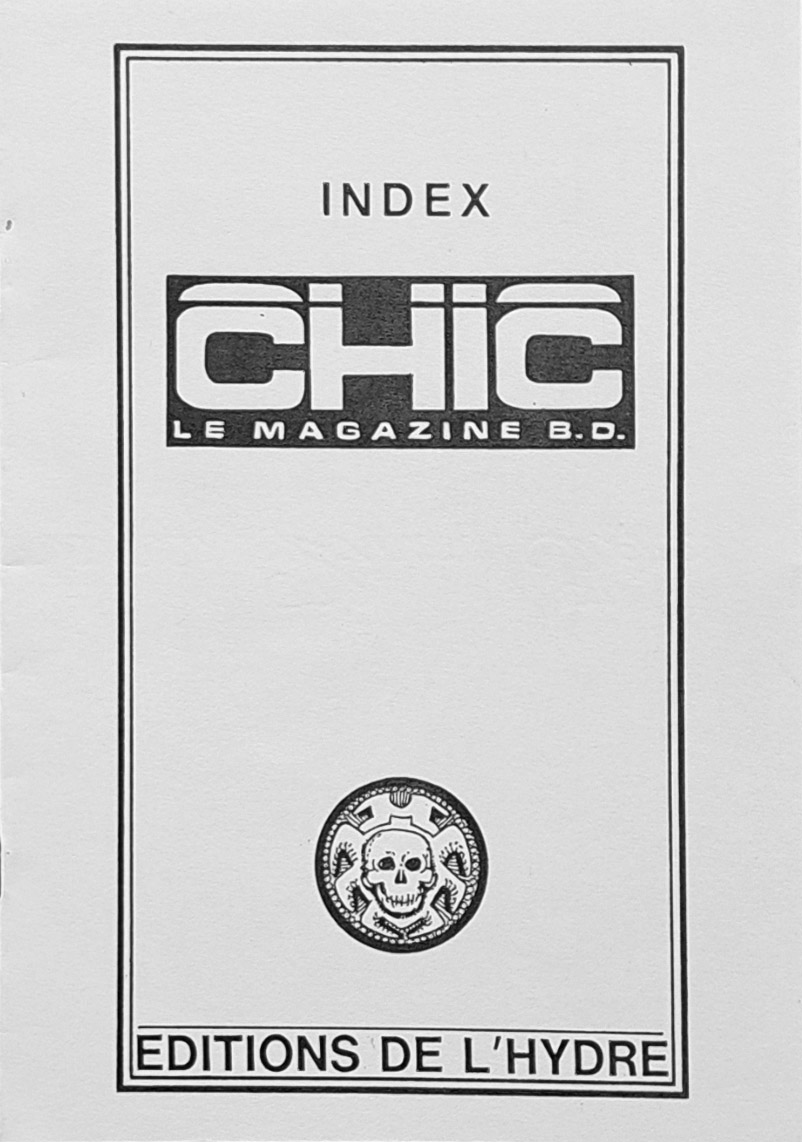 INDEX
CHIC
LE MAGAZINE B.D.
EDITIONS DE L'HYDRE